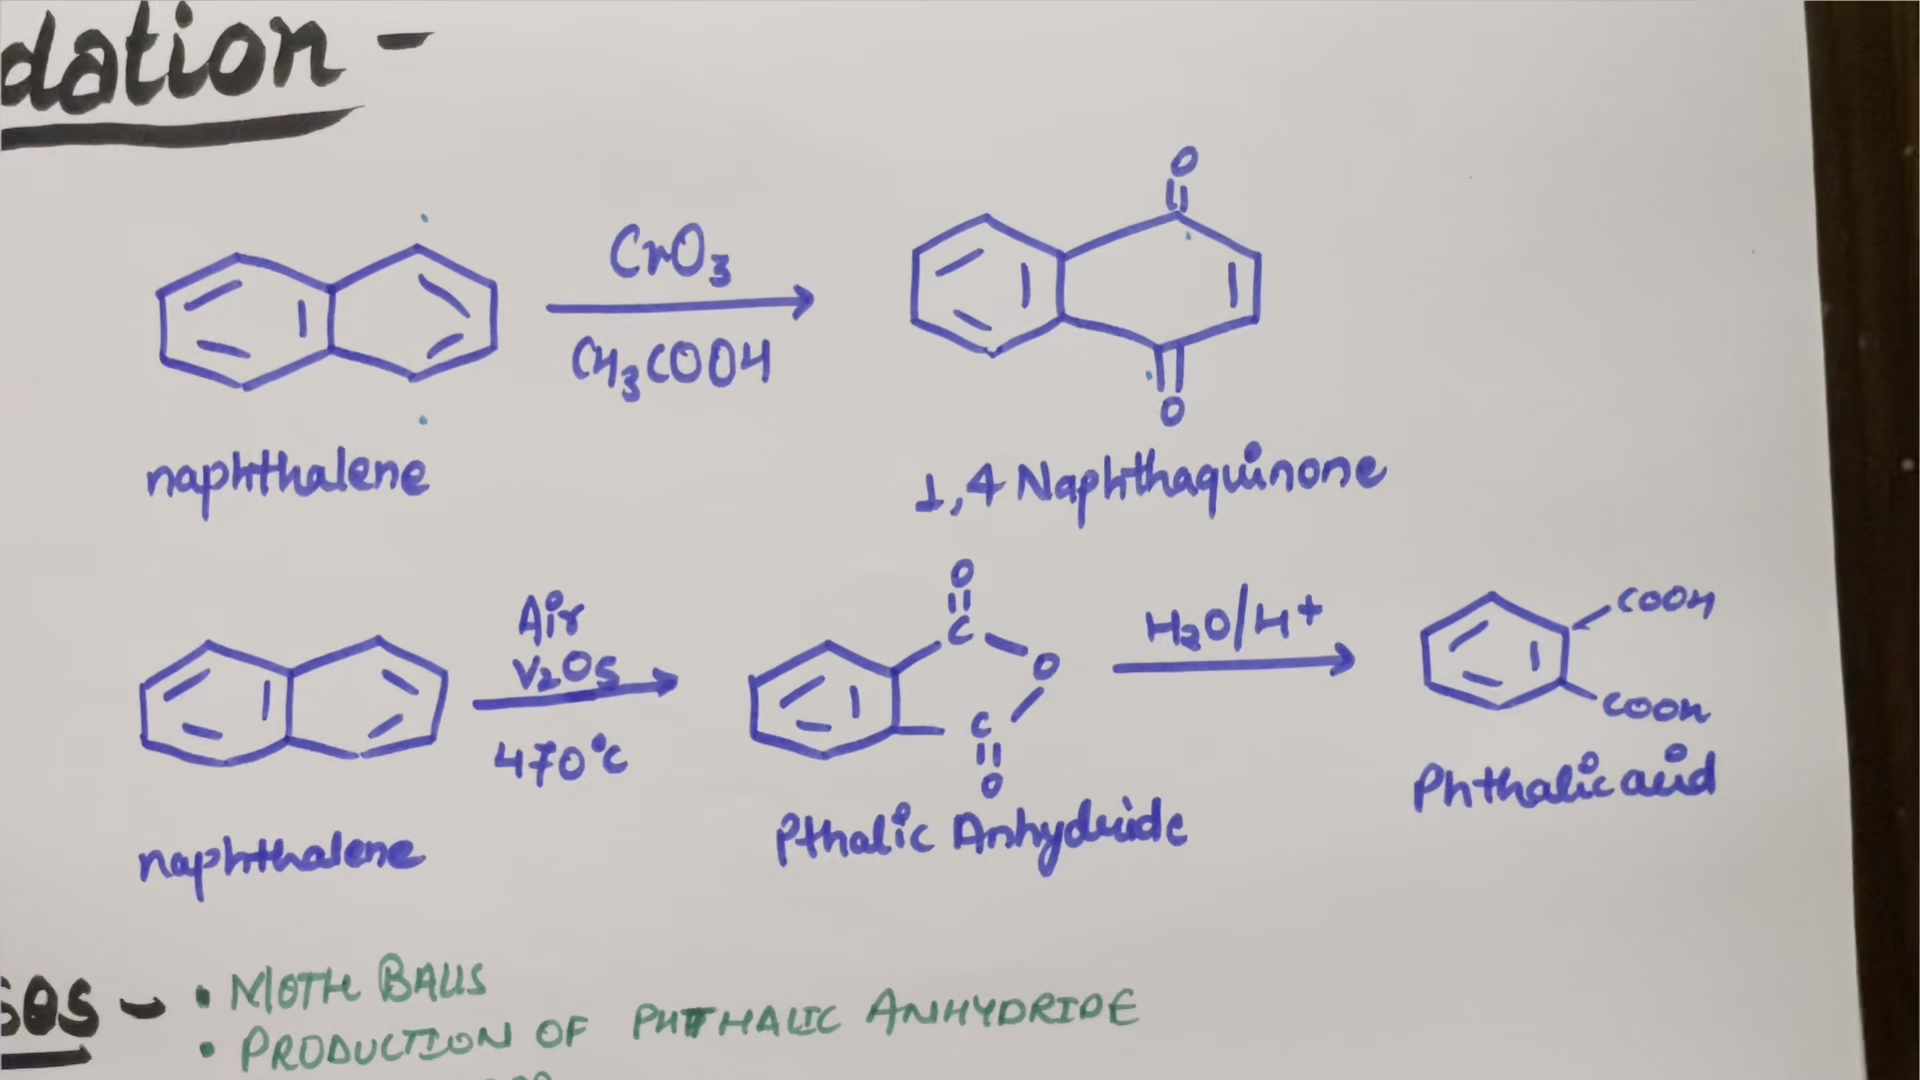 dation -
O
CrO3
CH3COOH
O
naphthalene
1,4 Naphthaquinone
O
Air
V2O5
470°C
C
O
C
O
H2O/H+
COOH
COOH
naphthalene
Pthalic Anhydride
Phthalic acid
ses - • MOTH BALLS
• PRODUCTION OF PHTHALIC ANHYDRIDE